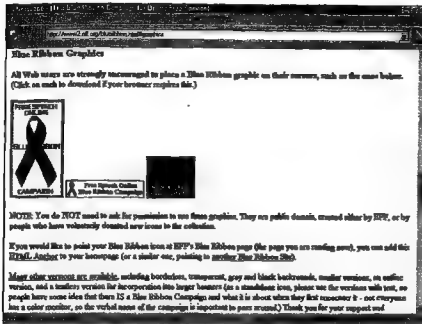 http://www2.eff.org/blueribbon.html#graphics
Blue Ribbon Graphics
All Web users are strongly encouraged to place a Blue Ribbon graphic on their servers, such as the ones below.
(Click on each to download if your browser requires this.)
FREE SPEECH
ONLINE
BLUE RIBBON
CAMPAIGN
Free Speech Online
Blue Ribbon Campaign
NOTE: You do NOT need to ask for permission to use these graphics. They are public domain, created either by EFF, or by
people who have voluntarily donated new icons to the collection.
If you would like to point your Blue Ribbon icon at EFF's Blue Ribbon page (the page you are reading now), you can add this
HTML Anchor to your homepage (or a similar one, pointing to another Blue Ribbon Site).
Many other versions are available, including borderless, transparent, gray and black backgrounds, smaller versions, an outline
version, and a textless version for incorporation into larger banners (as a standalone icon, please use the versions with text, so
people have some idea that there IS a Blue Ribbon Campaign and what it is about when they first encounter it - not everyone
has a color monitor, so the verbal name of the campaign is important to pass around.) Thank you for your support and